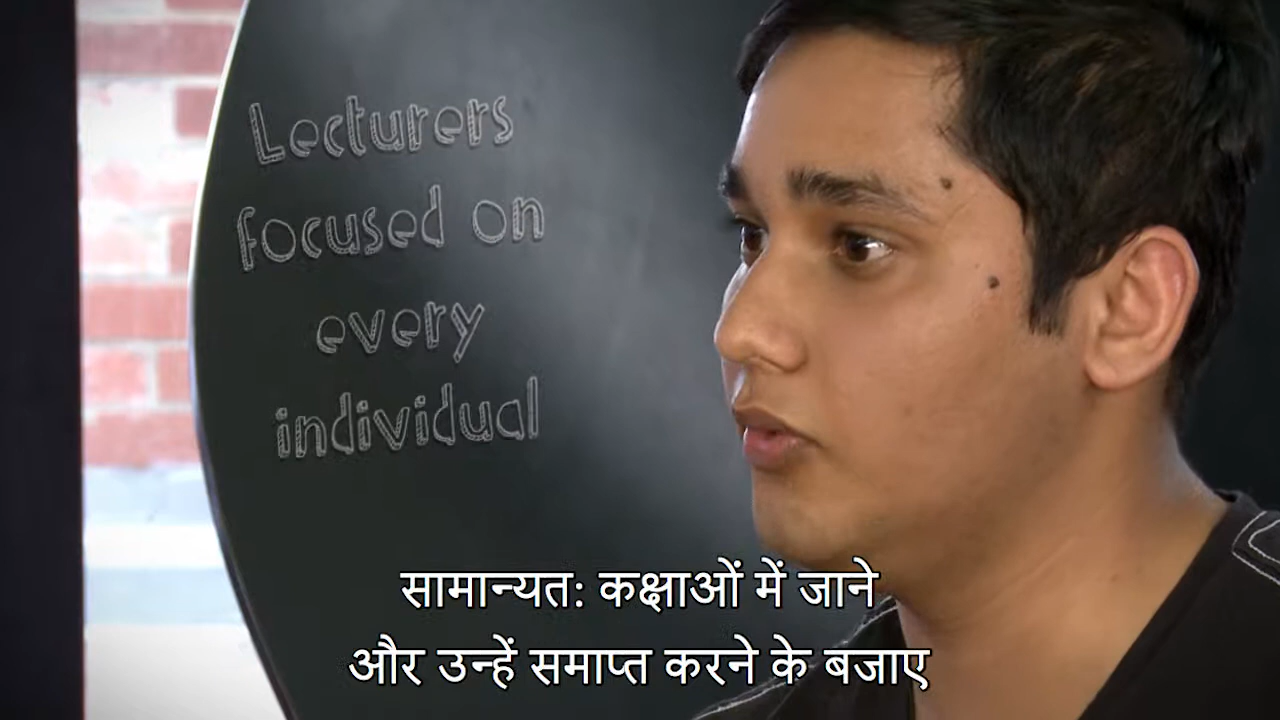 Lecturers
focused on
every
individual
सामान्यत: कक्षाओं में जाने
और उन्हें समाप्त करने के बजाए